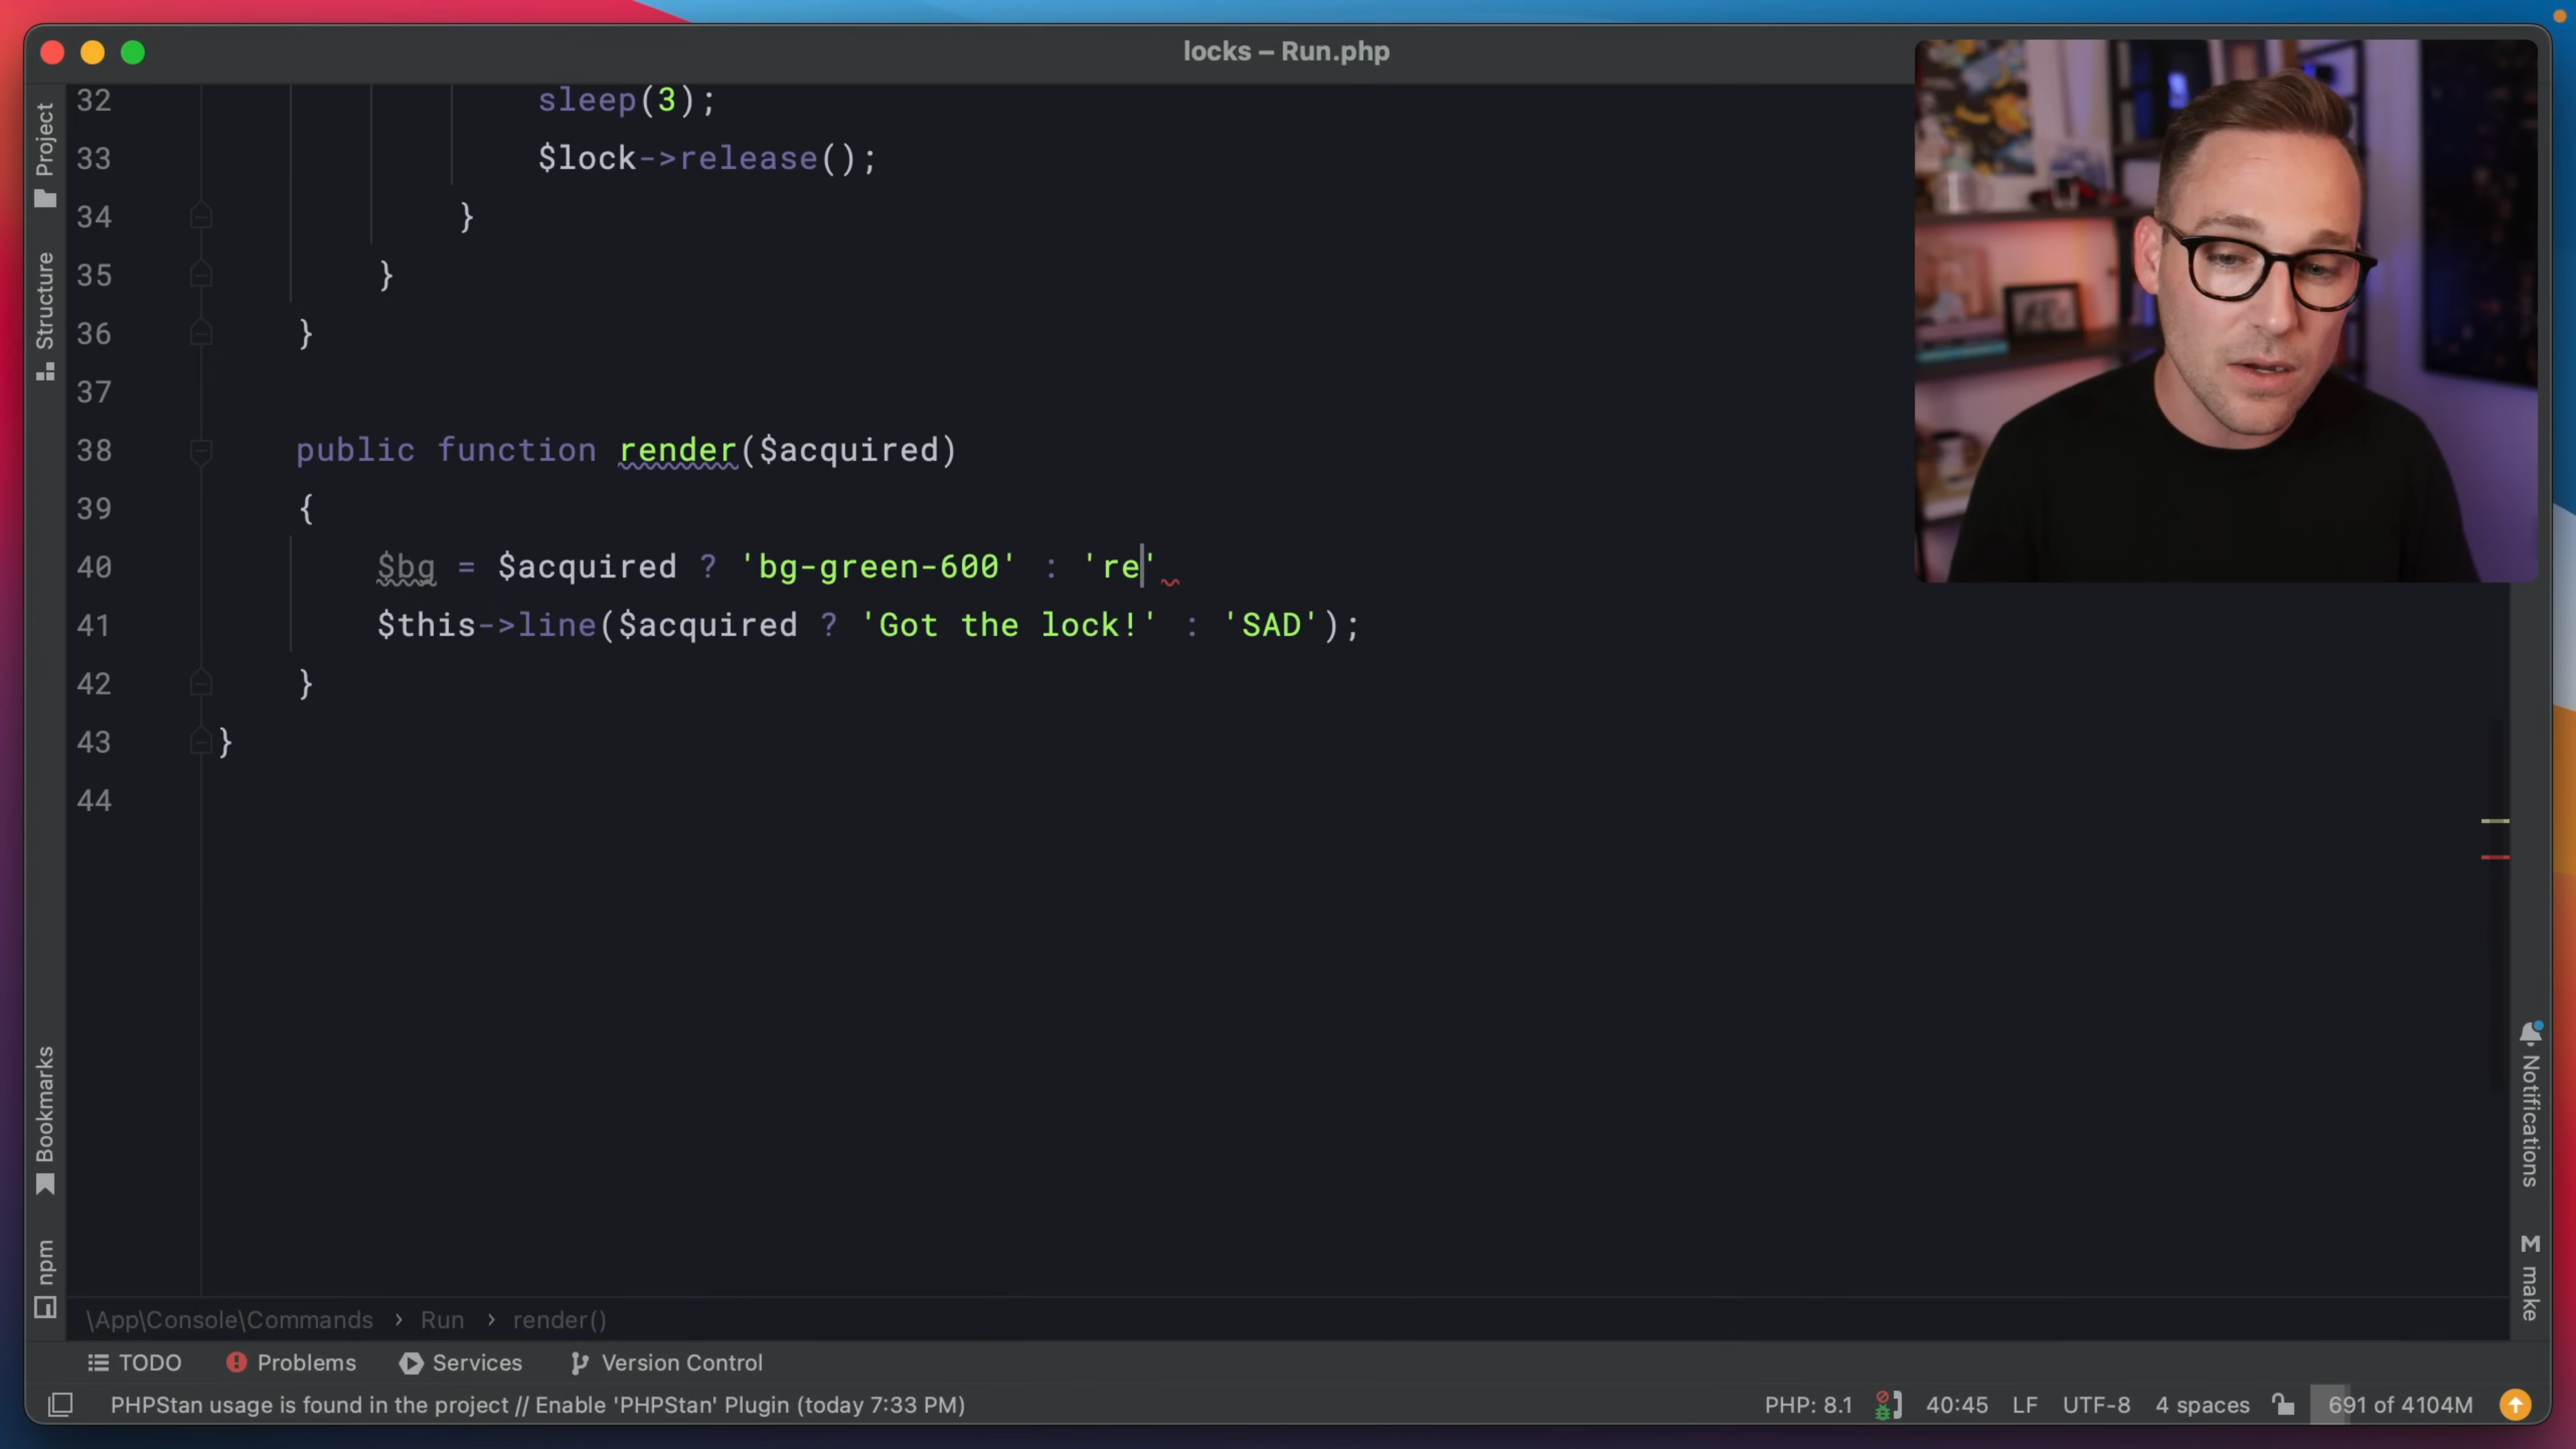 locks – Run.php
Project
Structure
Bookmarks
npm
32 sleep(3);
33 $lock->release();
34 }
35 }
36 }
37
38 public function render($acquired)
39 {
40 $bg = $acquired ? 'bg-green-600' : 're'
41 $this->line($acquired ? 'Got the lock!' : 'SAD');
42 }
43 }
44
Notifications
M make
\App\Console\Commands › Run › render()
TODO Problems Services Version Control
PHPStan usage is found in the project // Enable 'PHPStan' Plugin (today 7:33 PM) PHP: 8.1 40:45 LF UTF-8 4 spaces 691 of 4104M